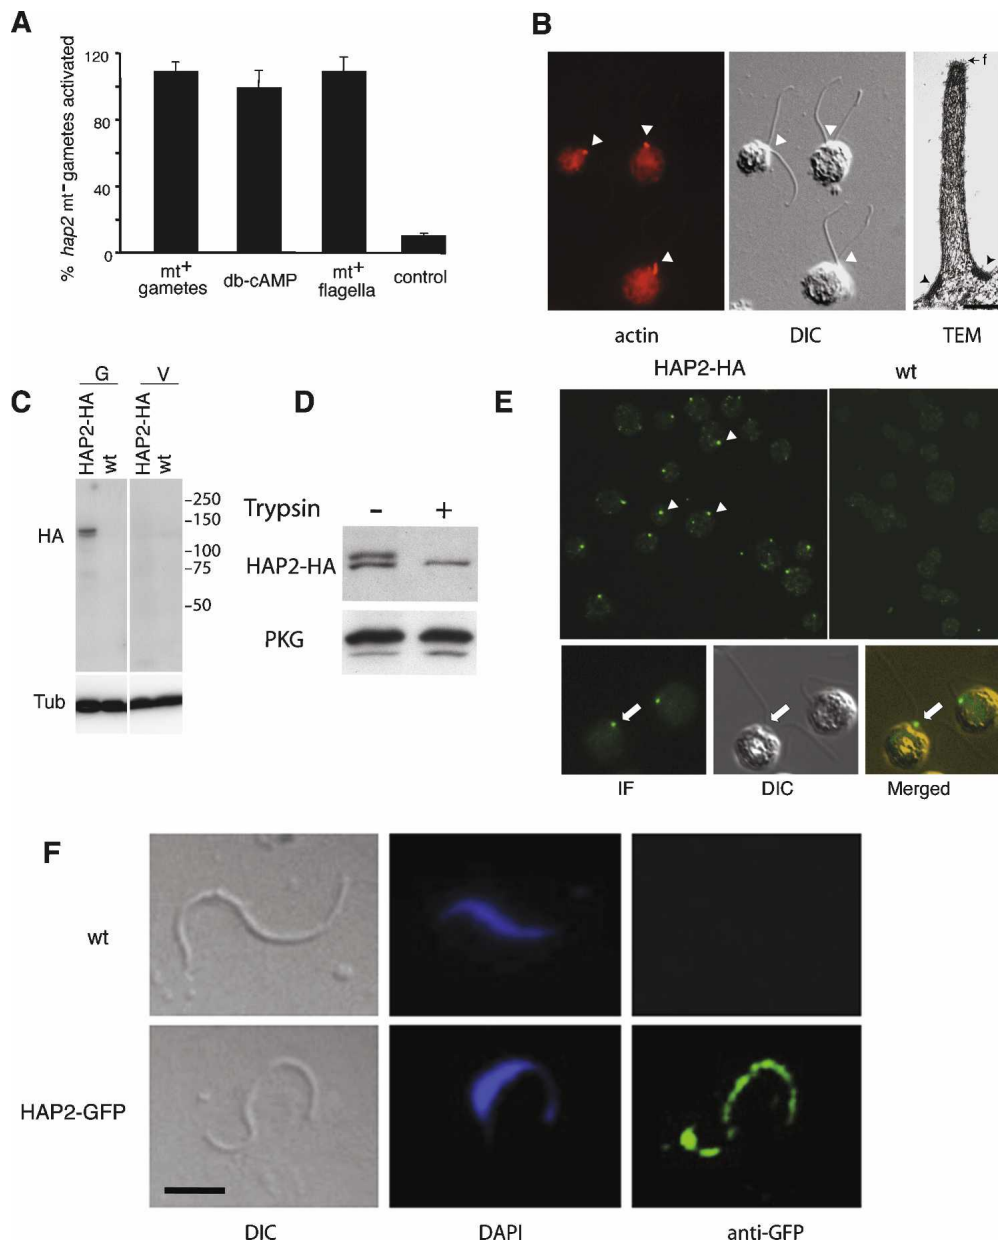 A
% hap2 mt⁻ gametes activated
120
80
40
0
mt+
gametes
db-cAMP
mt+
flagella
control
B
f
actin
DIC
TEM
C
G
V
HAP2-HA
wt
HAP2-HA
wt
HA
-250
-150
-100
-75
-50
Tub
D
Trypsin
– +
HAP2-HA
PKG
E
HAP2-HA
wt
IF
DIC
Merged
F
wt
HAP2-GFP
DIC
DAPI
anti-GFP